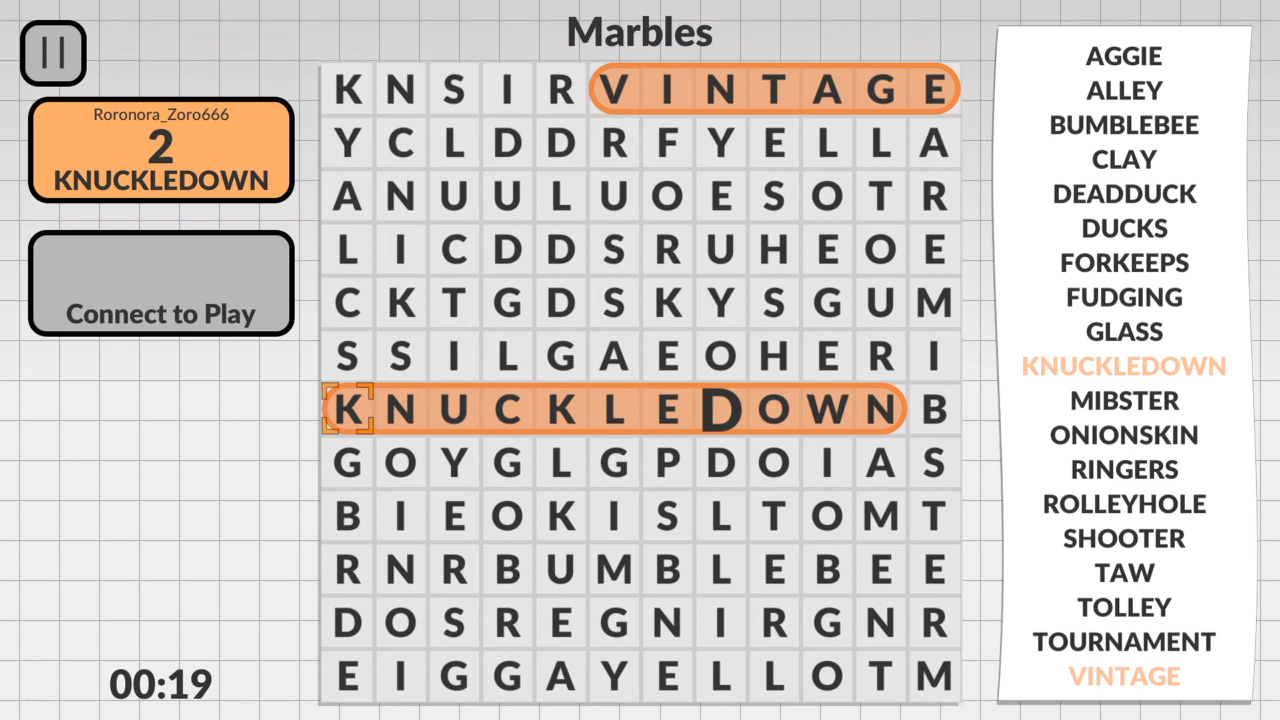 Marbles
Roronora_Zoro666
2
KNUCKLEDOWN
Connect to Play
00:19
K N S I R V I N T A G E
Y C L D D R F Y E L L A
A N U U L U O E S O T R
L I C D D S R U H E O E
C K T G D S K Y S G U M
S S I L G A E O H E R I
K N U C K L E D O W N B
G O Y G L G P D O I A S
B I E O K I S L T O M T
R N R B U M B L E B E E
D O S R E G N I R G N R
E I G G A Y E L L O T M
AGGIE
ALLEY
BUMBLEBEE
CLAY
DEADDUCK
DUCKS
FORKEEPS
FUDGING
GLASS
KNUCKLEDOWN
MIBSTER
ONIONSKIN
RINGERS
ROLLEYHOLE
SHOOTER
TAW
TOLLEY
TOURNAMENT
VINTAGE